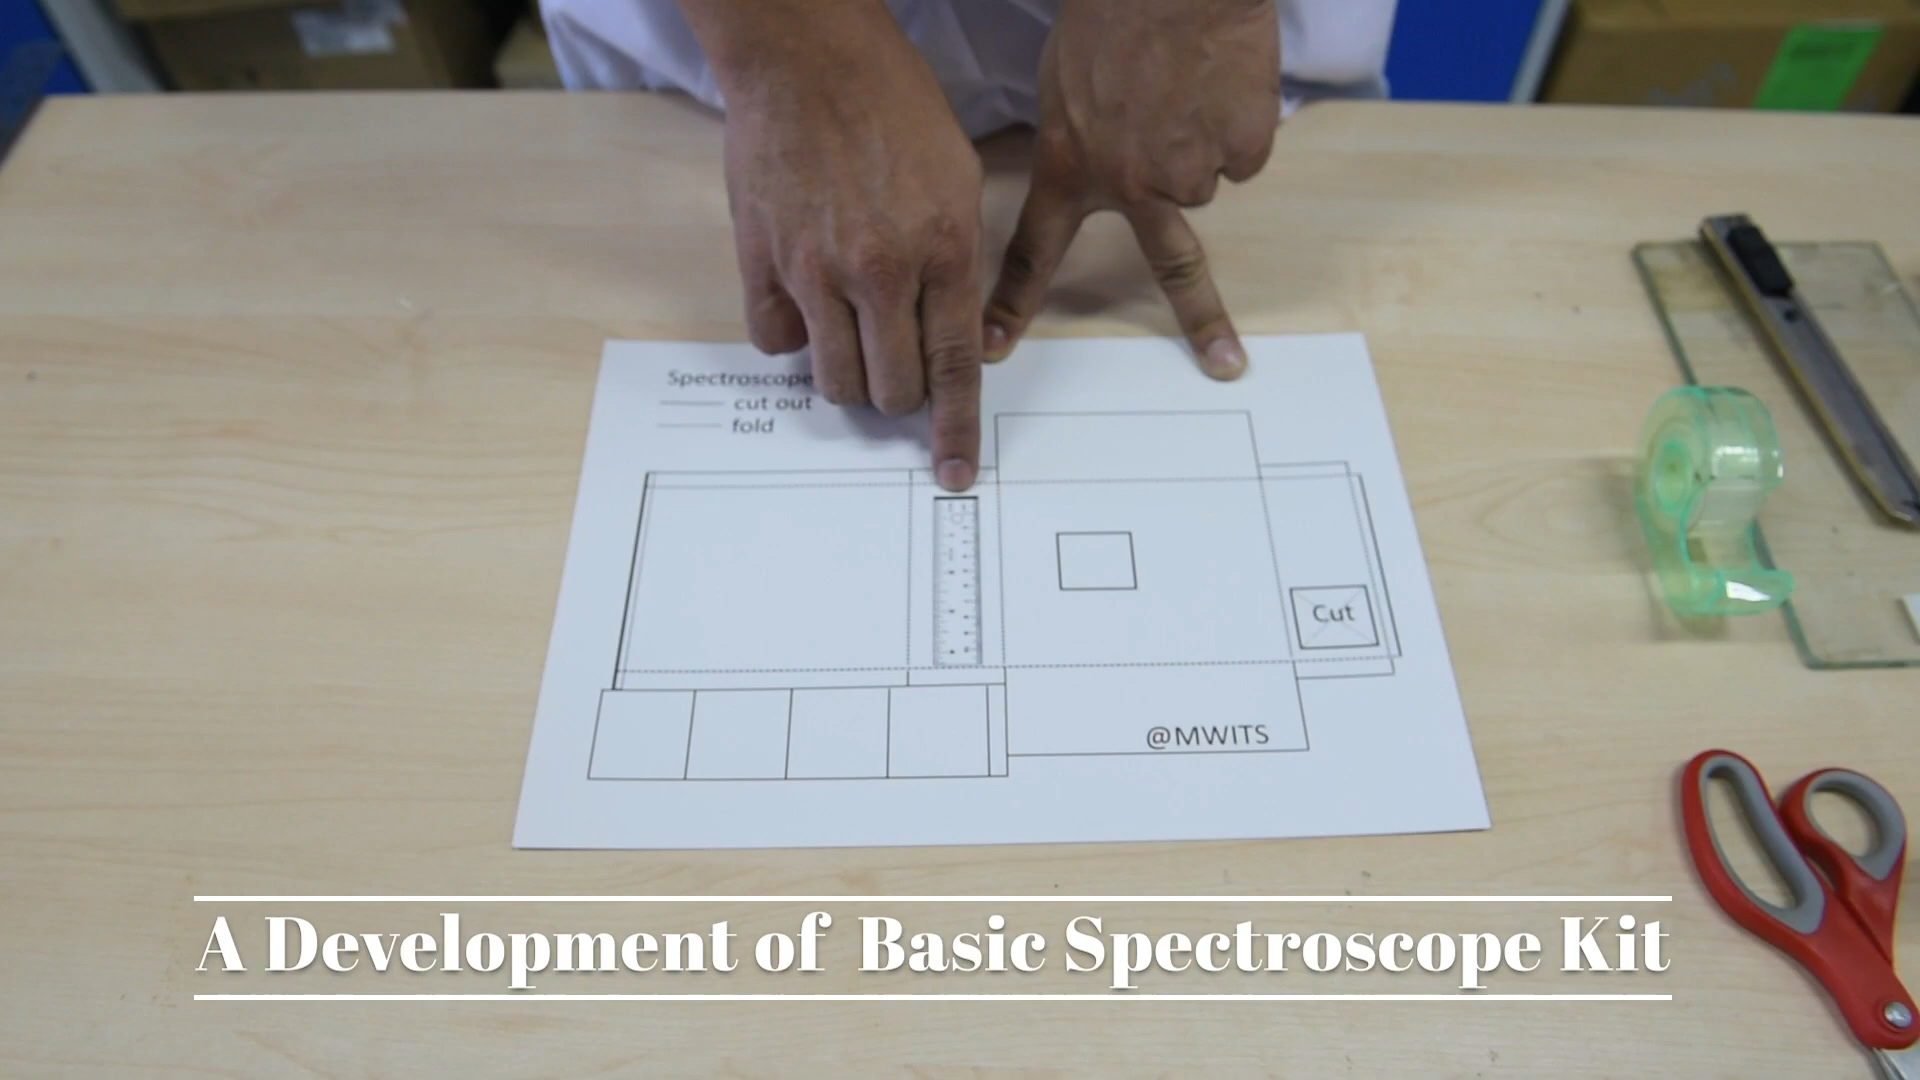 Spectroscope
cut out
fold
Cut
@MWITS
A Development of Basic Spectroscope Kit